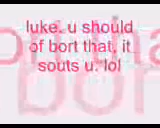 luke. u should
of bort that, it
souts u. lol